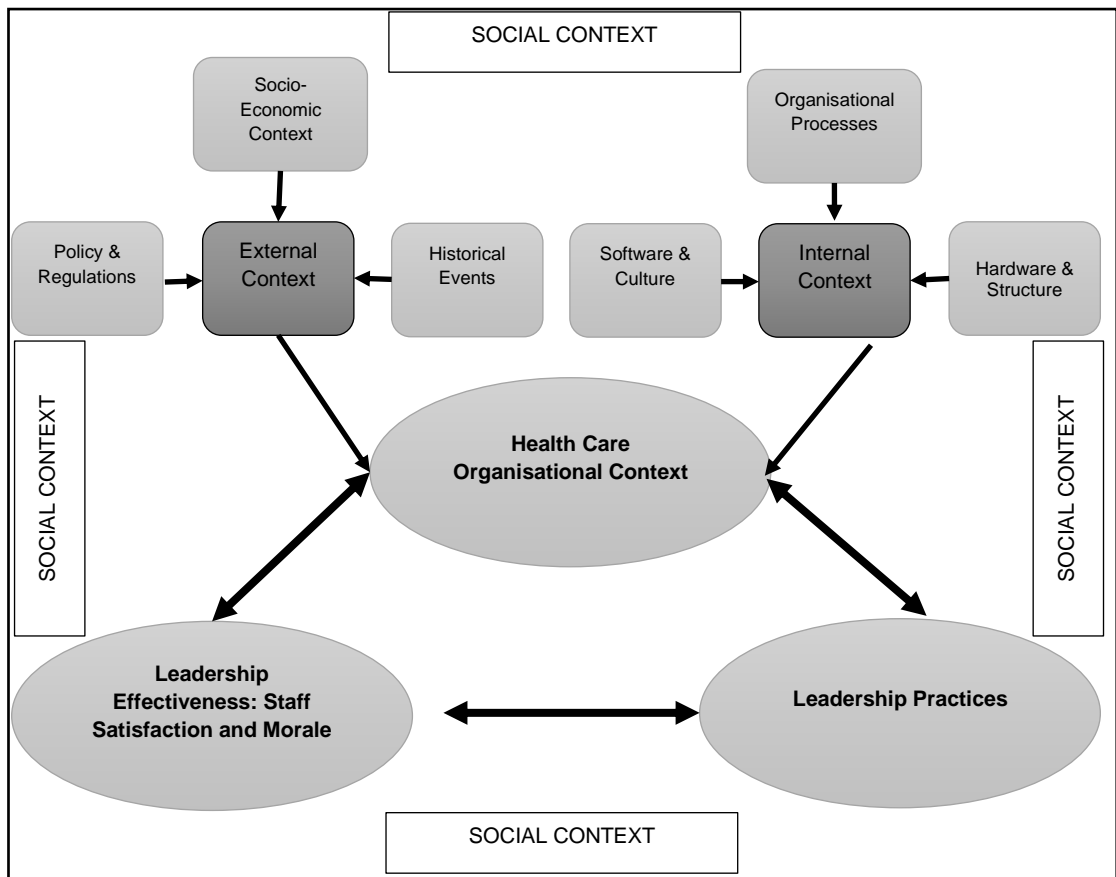 SOCIAL CONTEXT
Socio-
Economic
Context
Organisational
Processes
Policy &
Regulations
External
Context
Historical
Events
Software &
Culture
Internal
Context
Hardware &
Structure
SOCIAL CONTEXT
SOCIAL CONTEXT
Health Care
Organisational Context
Leadership
Effectiveness: Staff
Satisfaction and Morale
Leadership Practices
SOCIAL CONTEXT